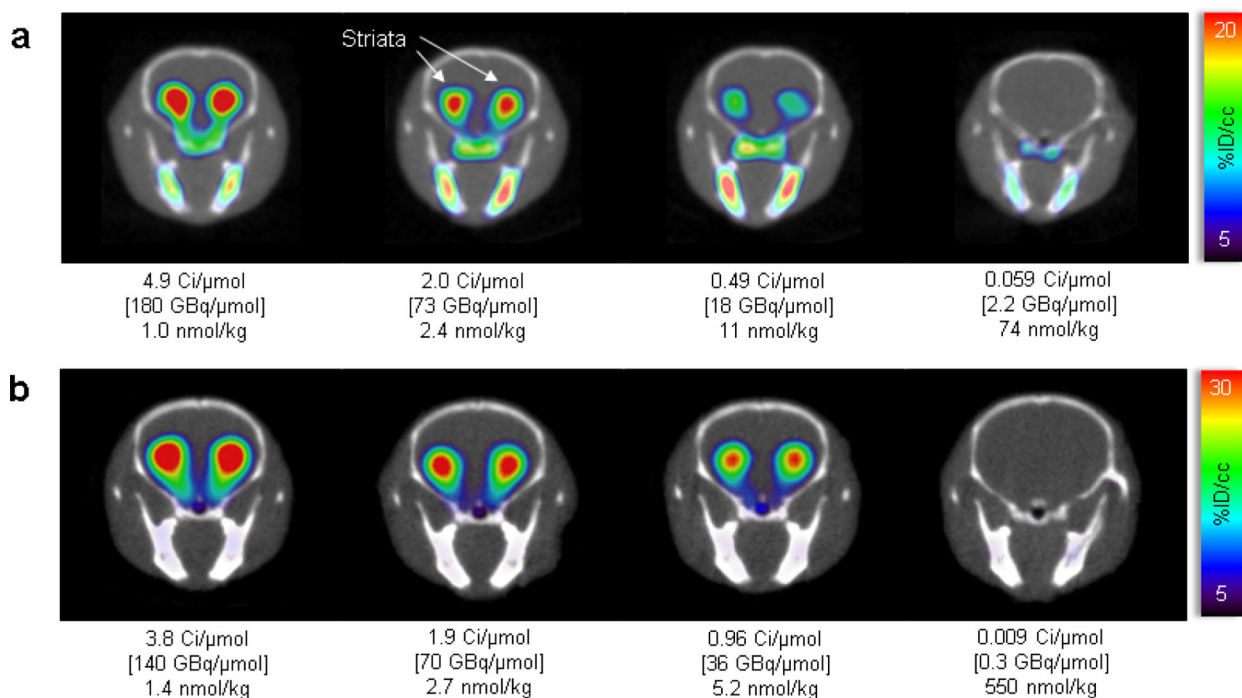 a
Striata
20
%ID/cc
5
4.9 Ci/µmol
[180 GBq/µmol]
1.0 nmol/kg
2.0 Ci/µmol
[73 GBq/µmol]
2.4 nmol/kg
0.49 Ci/µmol
[18 GBq/µmol]
11 nmol/kg
0.059 Ci/µmol
[2.2 GBq/µmol]
74 nmol/kg
b
30
%ID/cc
5
3.8 Ci/µmol
[140 GBq/µmol]
1.4 nmol/kg
1.9 Ci/µmol
[70 GBq/µmol]
2.7 nmol/kg
0.96 Ci/µmol
[36 GBq/µmol]
5.2 nmol/kg
0.009 Ci/µmol
[0.3 GBq/µmol]
550 nmol/kg